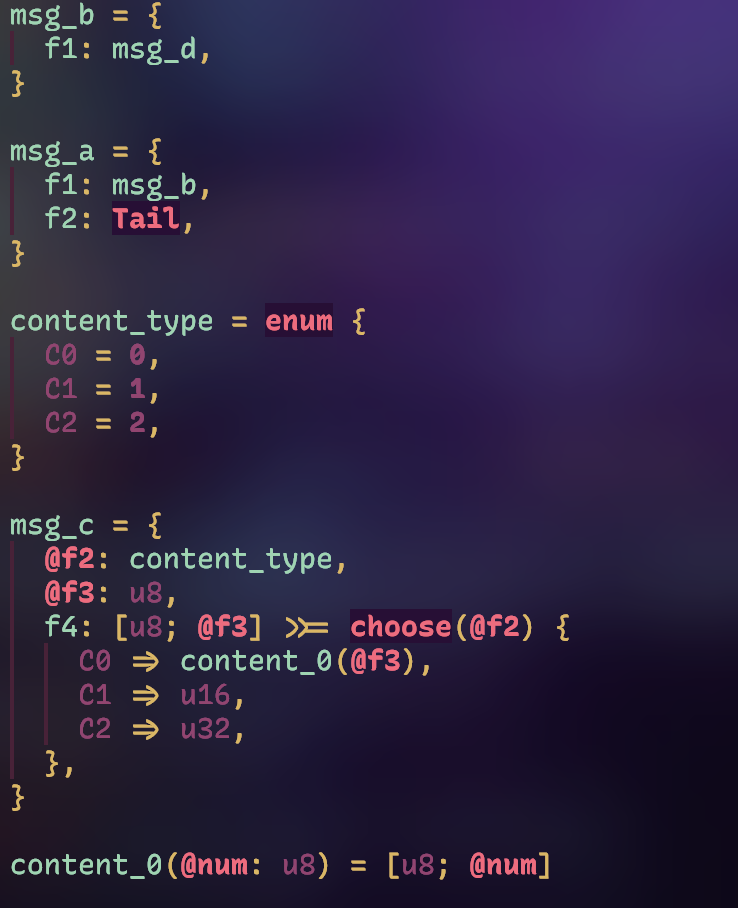 msg_b = {
  f1: msg_d,
}

msg_a = {
  f1: msg_b,
  f2: Tail,
}

content_type = enum {
  C0 = 0,
  C1 = 1,
  C2 = 2,
}

msg_c = {
  @f2: content_type,
  @f3: u8,
  f4: [u8; @f3] >>= choose(@f2) {
    C0 => content_0(@f3),
    C1 => u16,
    C2 => u32,
  },
}

content_0(@num: u8) = [u8; @num]